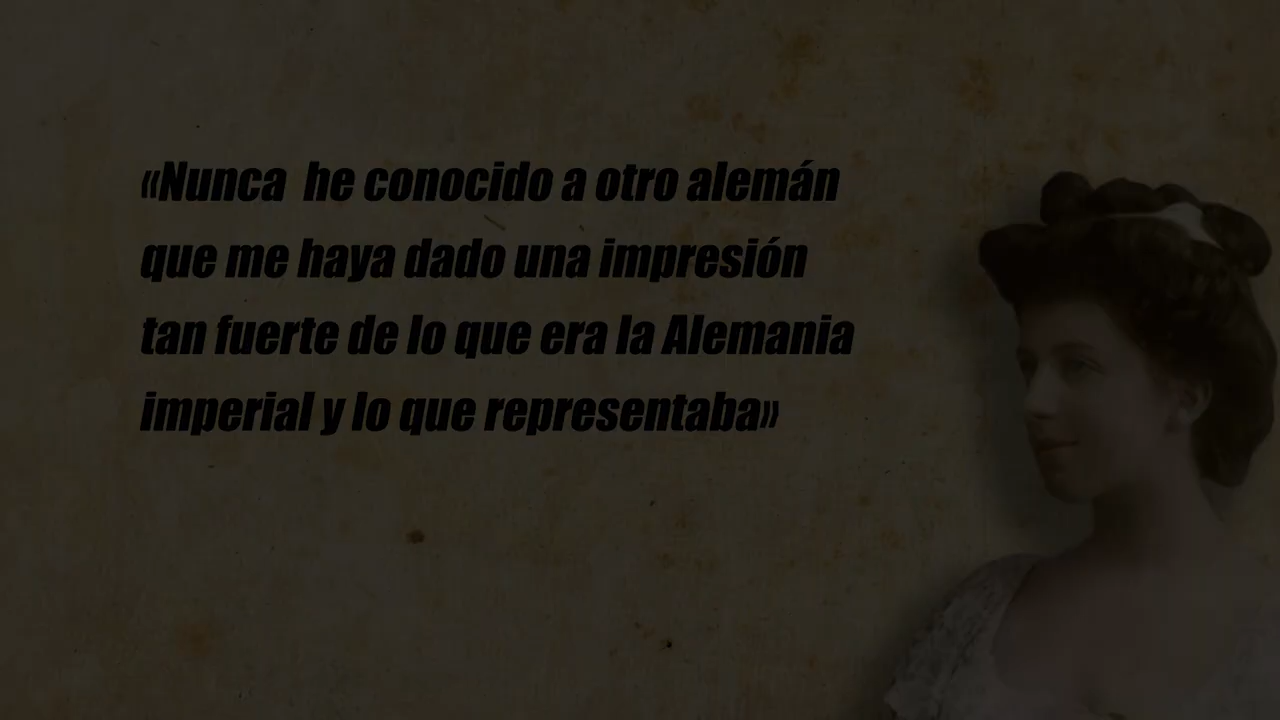 «Nunca he conocido a otro alemán
que me haya dado una impresión
tan fuerte de lo que era la Alemania
imperial y lo que representaba»